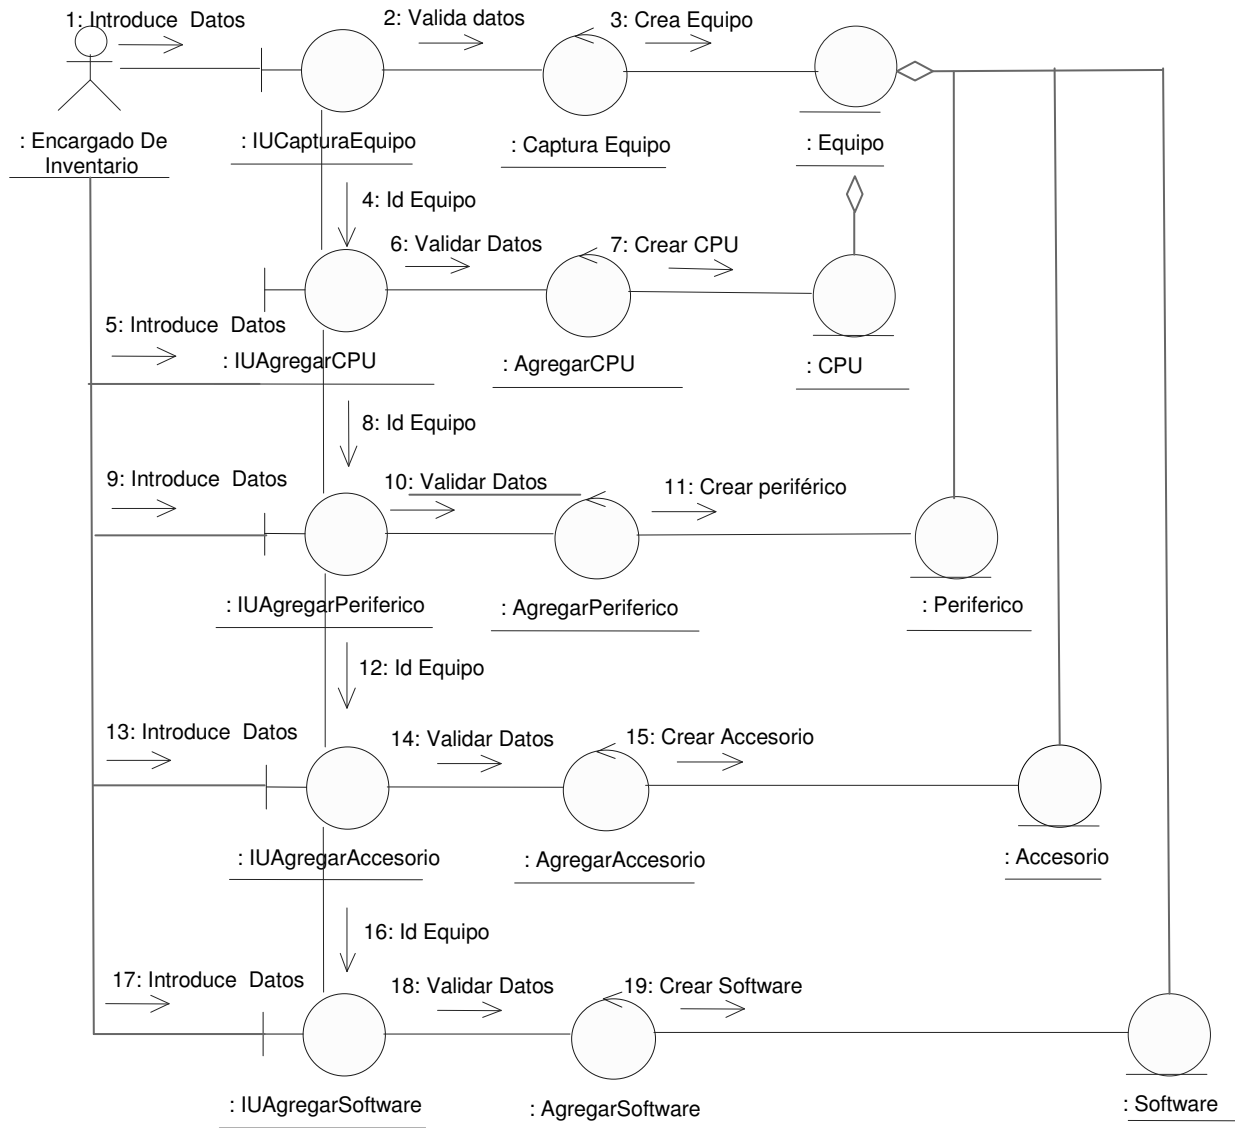 1: Introduce Datos
2: Valida datos
3: Crea Equipo
: Encargado De
Inventario
: IUCapturaEquipo
: Captura Equipo
: Equipo
4: Id Equipo
6: Validar Datos
7: Crear CPU
5: Introduce Datos
: IUAgregarCPU
: AgregarCPU
: CPU
8: Id Equipo
9: Introduce Datos
10: Validar Datos
11: Crear periférico
: IUAgregarPeriferico
: AgregarPeriferico
: Periferico
12: Id Equipo
13: Introduce Datos
14: Validar Datos
15: Crear Accesorio
: IUAgregarAccesorio
: AgregarAccesorio
: Accesorio
16: Id Equipo
17: Introduce Datos
18: Validar Datos
19: Crear Software
: IUAgregarSoftware
: AgregarSoftware
: Software